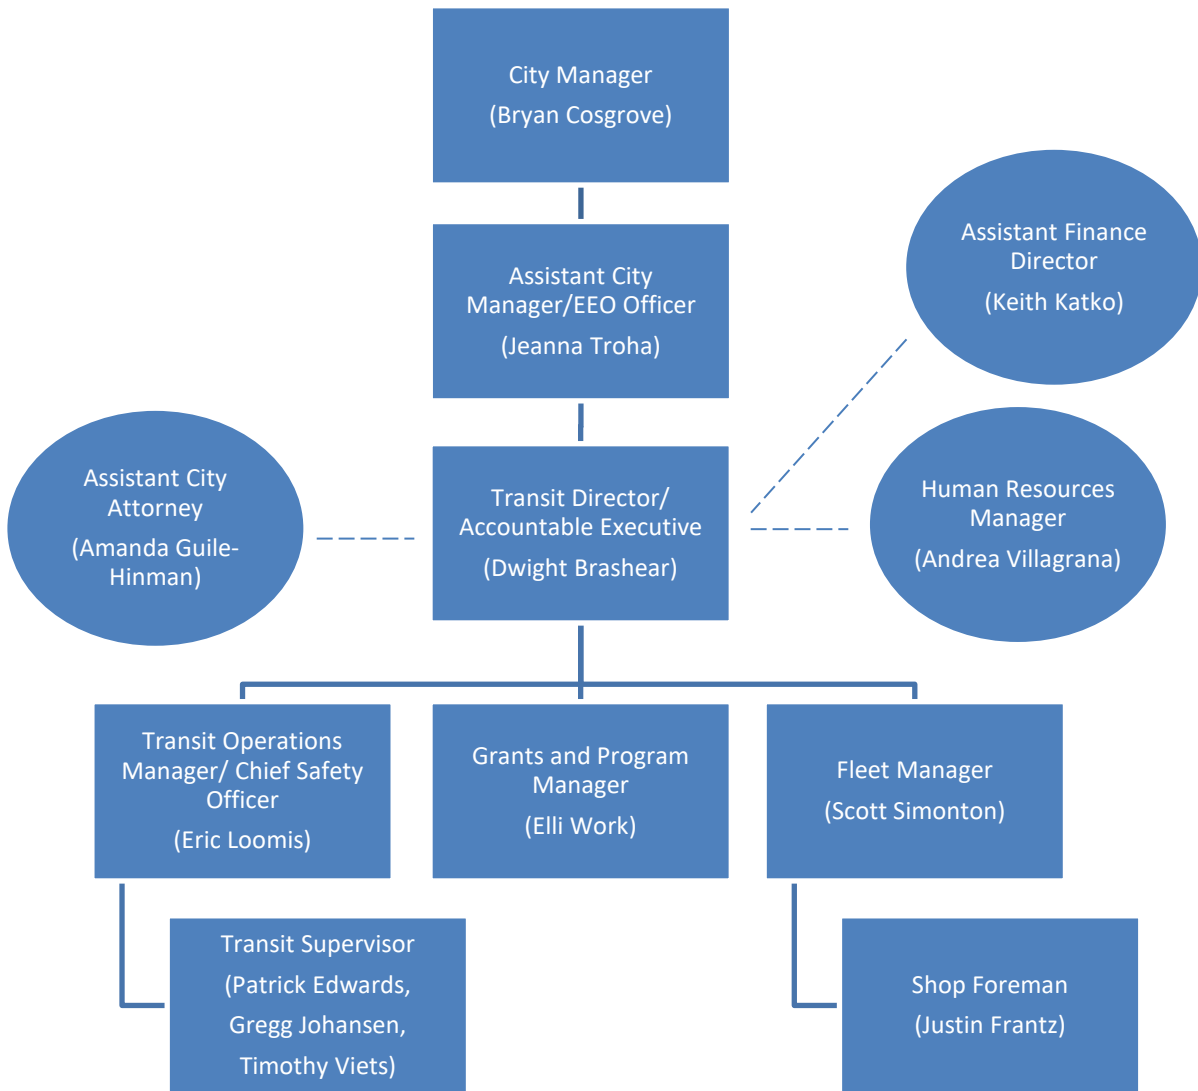 City Manager
(Bryan Cosgrove)
Assistant Finance
Director
(Keith Katko)
Assistant City
Manager/EEO Officer
(Jeanna Troha)
Assistant City
Attorney
(Amanda Guile-
Hinman)
Transit Director/
Accountable Executive
(Dwight Brashear)
Human Resources
Manager
(Andrea Villagrana)
Transit Operations
Manager/ Chief Safety
Officer
(Eric Loomis)
Grants and Program
Manager
(Elli Work)
Fleet Manager
(Scott Simonton)
Transit Supervisor
(Patrick Edwards,
Gregg Johansen,
Timothy Viets)
Shop Foreman
(Justin Frantz)